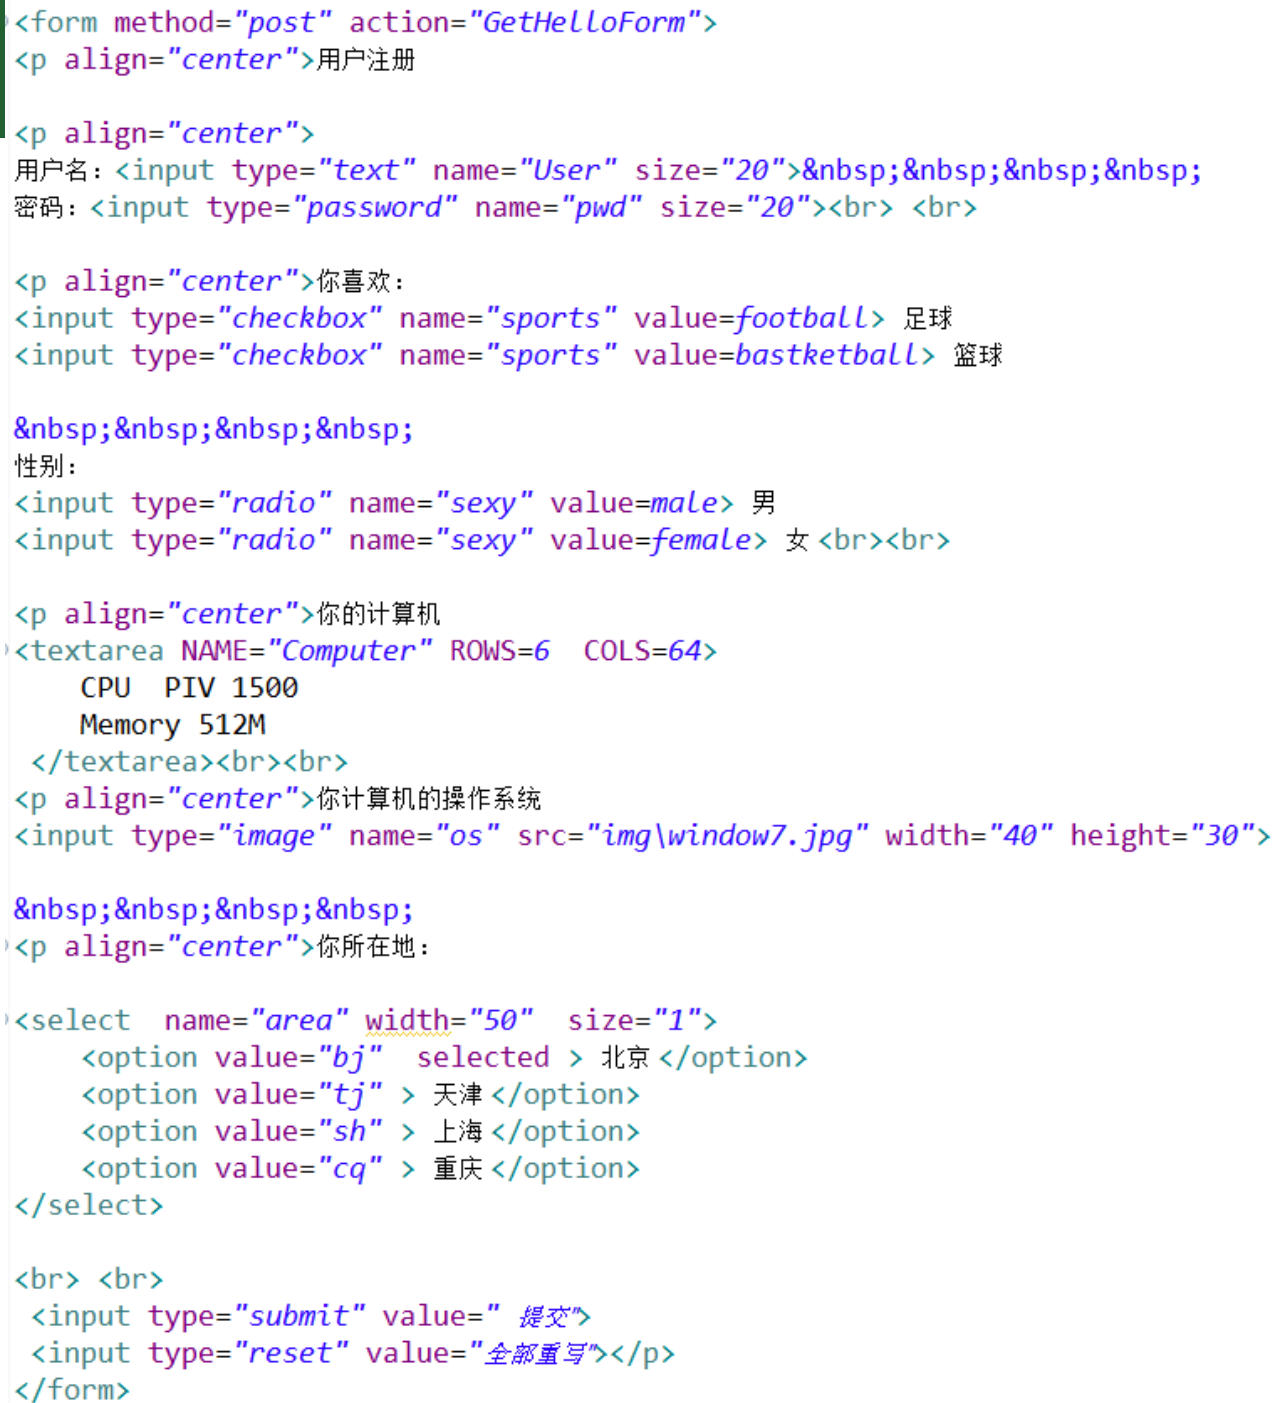 <form method="post" action="GetHelloForm">
<p align="center">用户注册
<p align="center">
用户名：<input type="text" name="User" size="20">&nbsp;&nbsp;&nbsp;&nbsp;
密码：<input type="password" name="pwd" size="20"><br> <br>
<p align="center">你喜欢：
<input type="checkbox" name="sports" value=football> 足球
<input type="checkbox" name="sports" value=bastketball> 篮球
&nbsp;&nbsp;&nbsp;&nbsp;
性别：
<input type="radio" name="sexy" value=male> 男
<input type="radio" name="sexy" value=female> 女<br><br>
<p align="center">你的计算机
<textarea NAME="Computer" ROWS=6  COLS=64>
    CPU  PIV 1500
    Memory 512M
 </textarea><br><br>
<p align="center">你计算机的操作系统
<input type="image" name="os" src="img\window7.jpg" width="40" height="30">
&nbsp;&nbsp;&nbsp;&nbsp;
<p align="center">你所在地：
<select  name="area" width="50"  size="1">
    <option value="bj"  selected > 北京</option>
    <option value="tj" > 天津</option>
    <option value="sh" > 上海</option>
    <option value="cq" > 重庆</option>
</select>
<br> <br>
 <input type="submit" value=" 提交">
 <input type="reset" value="全部重写"></p>
</form>